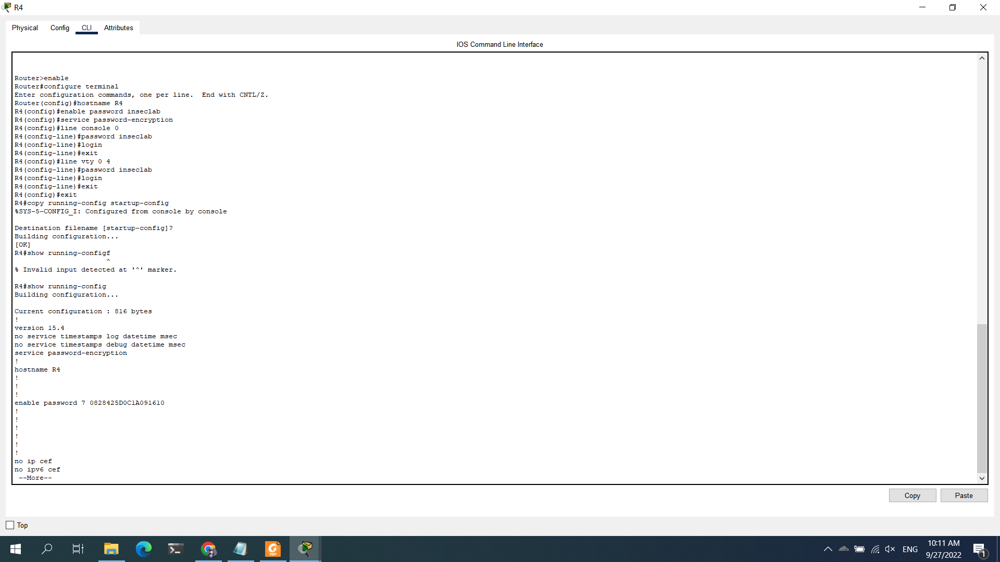 R4
Physical Config CLI Attributes
IOS Command Line Interface
Router>enable
Router#configure terminal
Enter configuration commands, one per line.  End with CNTL/Z.
Router(config)#hostname R4
R4(config)#enable password inseclab
R4(config)#service password-encryption
R4(config)#line console 0
R4(config-line)#password inseclab
R4(config-line)#login
R4(config-line)#exit
R4(config)#line vty 0 4
R4(config-line)#password inseclab
R4(config-line)#login
R4(config-line)#exit
R4(config)#exit
R4#copy running-config startup-config
%SYS-5-CONFIG_I: Configured from console by console
Destination filename [startup-config]?
Building configuration...
[OK]
R4#show running-configf
^
% Invalid input detected at '^' marker.
R4#show running-config
Building configuration...
Current configuration : 816 bytes
!
version 15.4
no service timestamps log datetime msec
no service timestamps debug datetime msec
service password-encryption
!
hostname R4
!
!
!
enable password 7 0828425D0C1A091610
!
!
!
!
!
!
no ip cef
no ipv6 cef
--More--
Copy Paste
Top
ENG
10:11 AM
9/27/2022
1